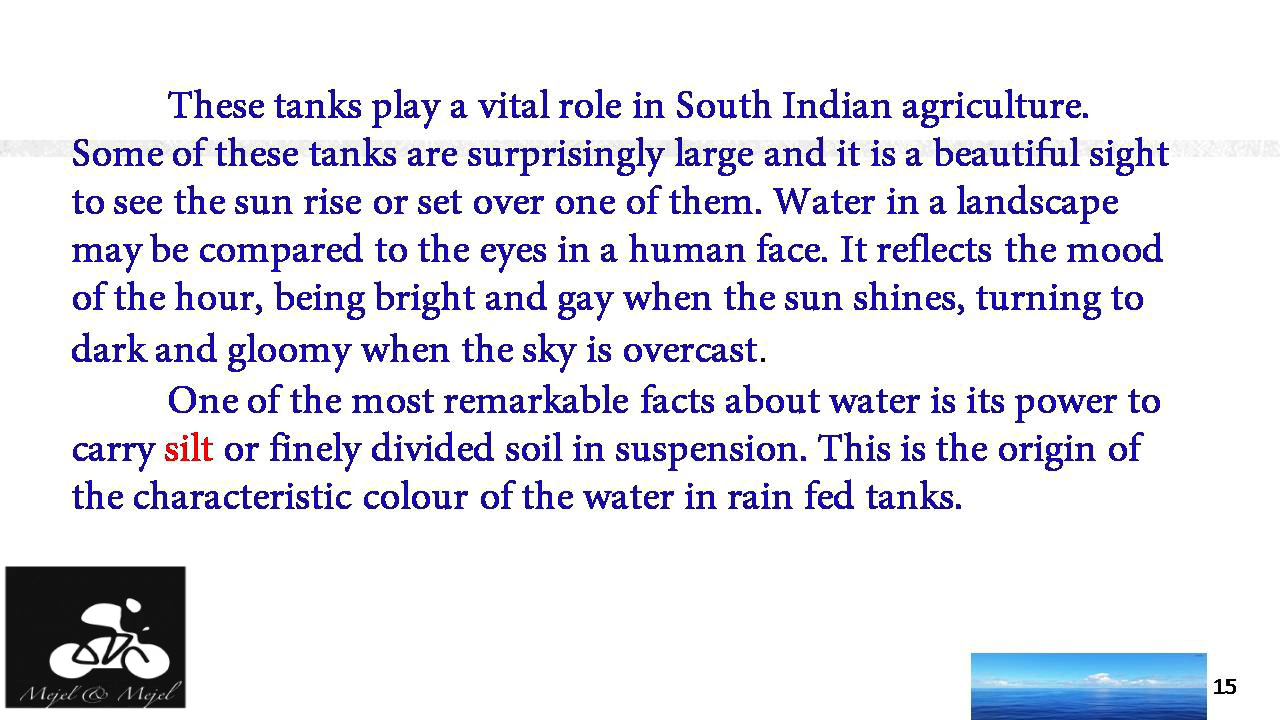 These tanks play a vital role in South Indian agriculture.
Some of these tanks are surprisingly large and it is a beautiful sight
to see the sun rise or set over one of them. Water in a landscape
may be compared to the eyes in a human face. It reflects the mood
of the hour, being bright and gay when the sun shines, turning to
dark and gloomy when the sky is overcast.
One of the most remarkable facts about water is its power to
carry silt or finely divided soil in suspension. This is the origin of
the characteristic colour of the water in rain fed tanks.
Mejel & Mejel
15